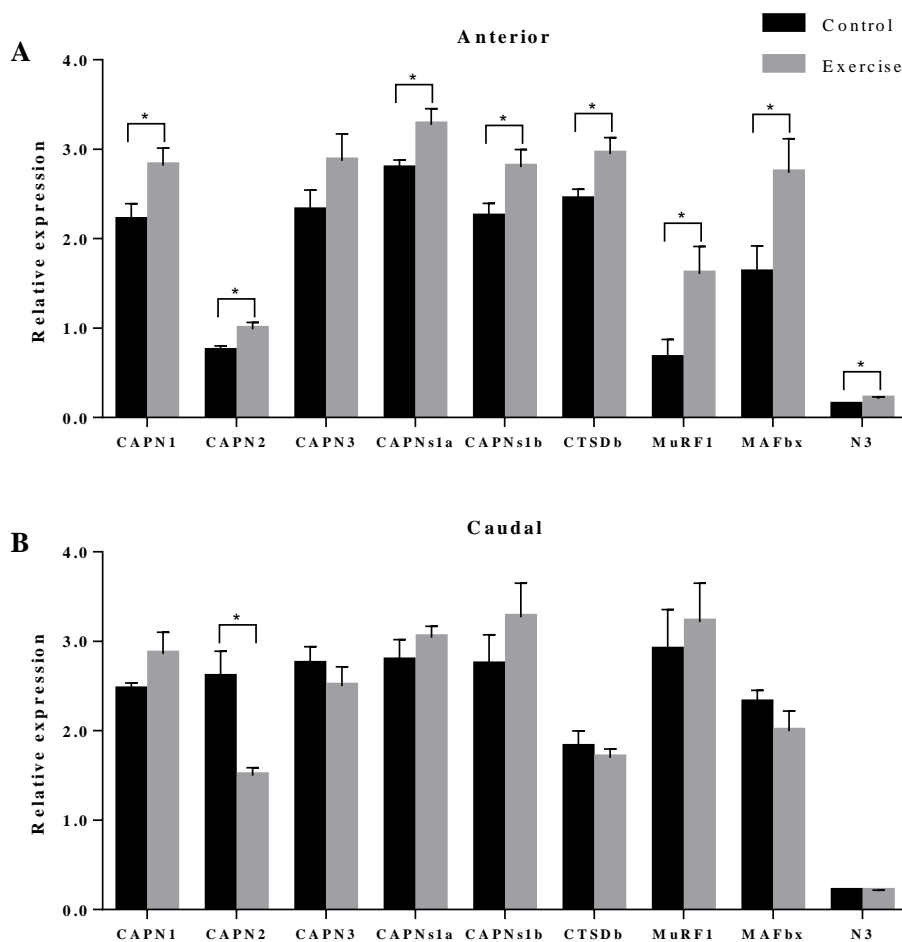 Control
Exercise
A
Anterior
Relative expression
4.0
3.0
2.0
1.0
0.0
*
*
*
*
*
*
*
*
CAPN1 CAPN2 CAPN3 CAPNs1a CAPNs1b CTSDb MuRF1 MAFbx N3
B
Caudal
Relative expression
4.0
3.0
2.0
1.0
0.0
*
CAPN1 CAPN2 CAPN3 CAPNs1a CAPNs1b CTSDb MuRF1 MAFbx N3